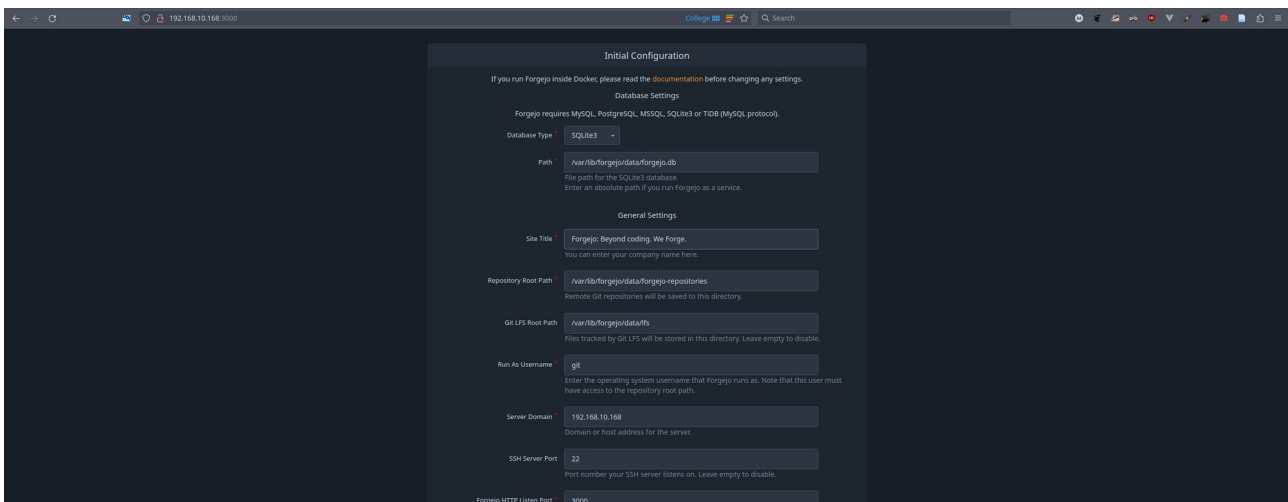 192.168.10.168:3000
College
Search
Initial Configuration
If you run Forgejo inside Docker, please read the documentation before changing any settings.
Database Settings
Forgejo requires MySQL, PostgreSQL, MSSQL, SQLite3 or TiDB (MySQL protocol).
Database Type *
SQLite3
Path *
/var/lib/forgejo/data/forgejo.db
File path for the SQLite3 database.
Enter an absolute path if you run Forgejo as a service.
General Settings
Site Title *
Forgejo: Beyond coding. We Forge.
You can enter your company name here.
Repository Root Path *
/var/lib/forgejo/data/forgejo-repositories
Remote Git repositories will be saved to this directory.
Git LFS Root Path
/var/lib/forgejo/data/lfs
Files tracked by Git LFS will be stored in this directory. Leave empty to disable.
Run As Username *
git
Enter the operating system username that Forgejo runs as. Note that this user must
have access to the repository root path.
Server Domain *
192.168.10.168
Domain or host address for the server.
SSH Server Port
22
Port number your SSH server listens on. Leave empty to disable.
Forgejo HTTP Listen Port *
3000